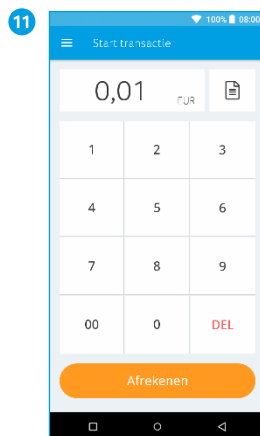 11
100% 08:00
Start transactie
0,01 EUR
1 2 3
4 5 6
7 8 9
00 0 DEL
Afrekenen